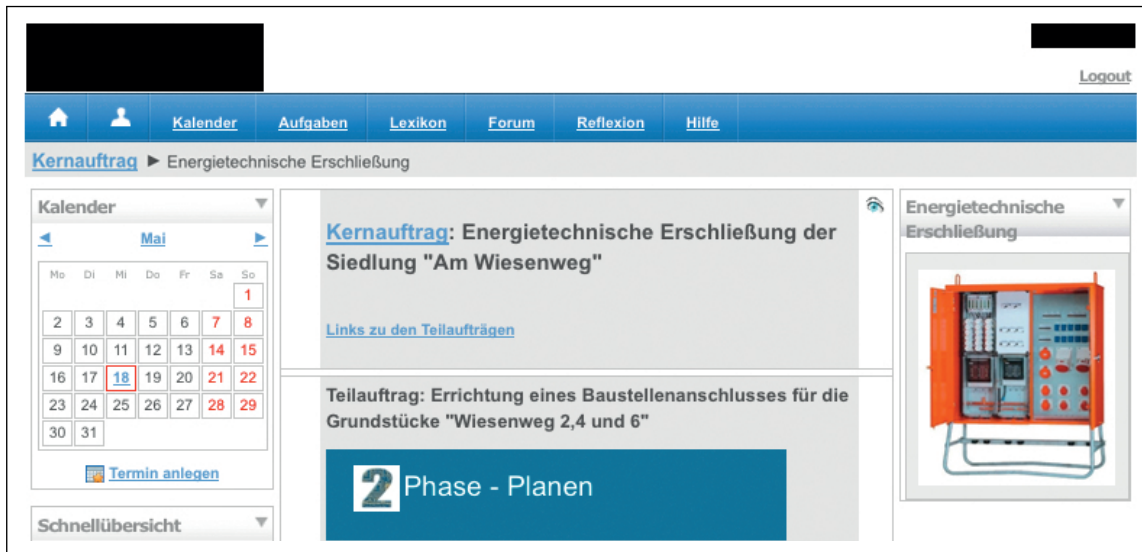 Logout
Kalender Aufgaben Lexikon Forum Reflexion Hilfe
Kernauftrag ► Energietechnische Erschließung
Kalender
Mai
Mo Di Mi Do Fr Sa So
1
2 3 4 5 6 7 8
9 10 11 12 13 14 15
16 17 18 19 20 21 22
23 24 25 26 27 28 29
30 31
Termin anlegen
Schnellübersicht
Kernauftrag: Energietechnische Erschließung der
Siedlung "Am Wiesenweg"
Links zu den Teilaufträgen
Teilauftrag: Errichtung eines Baustellenanschlusses für die
Grundstücke "Wiesenweg 2,4 und 6"
2 Phase - Planen
Energietechnische
Erschließung